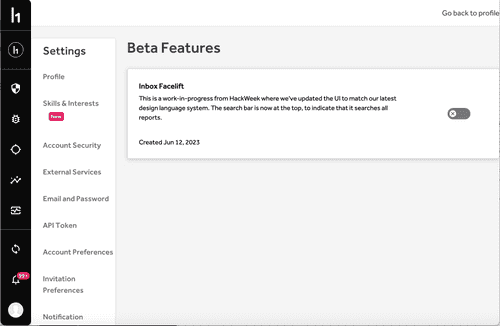 h1
Go back to profile
h1
Settings
Beta Features
Profile
Inbox Facelift
This is a work-in-progress from HackWeek where we've updated the UI to match our latest
design language system. The search bar is now at the top, to indicate that it searches all
reports.
Skills & Interests
New
Created Jun 12, 2023
Account Security
External Services
Email and Password
API Token
Account Preferences
99+
Invitation
Preferences
Notification